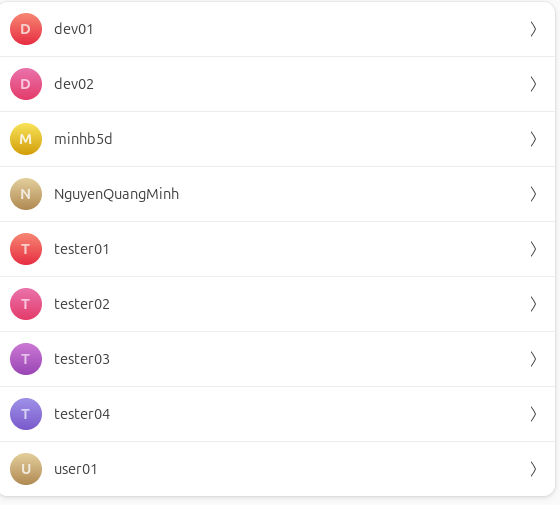 D dev01
D dev02
M minhb5d
N NguyenQuangMinh
T tester01
T tester02
T tester03
T tester04
U user01